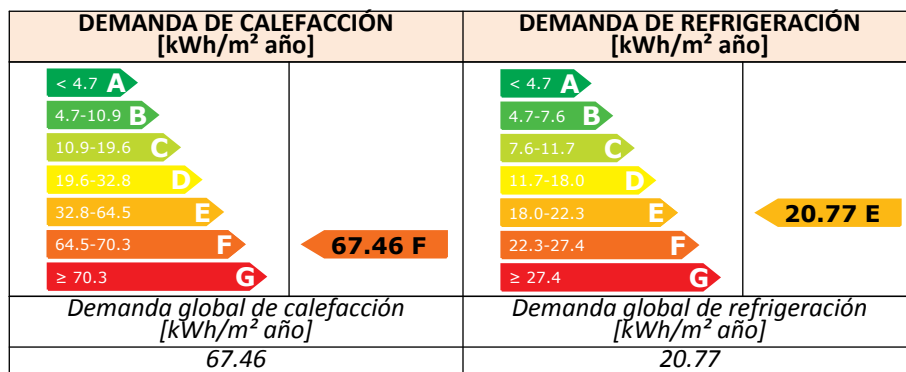 DEMANDA DE CALEFACCIÓN
[kWh/m² año]
DEMANDA DE REFRIGERACIÓN
[kWh/m² año]
< 4.7 A
4.7-10.9 B
10.9-19.6 C
19.6-32.8 D
32.8-64.5 E
64.5-70.3 F
≥ 70.3 G
67.46 F
< 4.7 A
4.7-7.6 B
7.6-11.7 C
11.7-18.0 D
18.0-22.3 E
22.3-27.4 F
≥ 27.4 G
20.77 E
Demanda global de calefacción
[kWh/m² año]
Demanda global de refrigeración
[kWh/m² año]
67.46
20.77